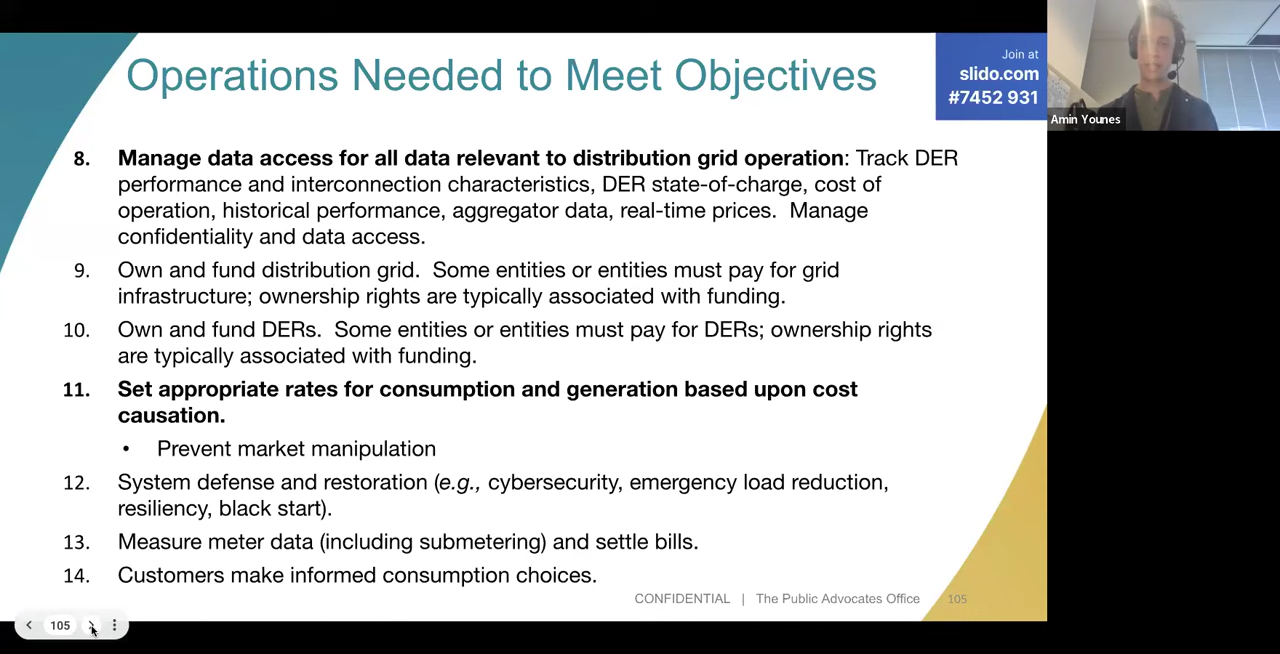 Operations Needed to Meet Objectives
Join at
slido.com
#7452 931
Amin Younes
8. Manage data access for all data relevant to distribution grid operation: Track DER
performance and interconnection characteristics, DER state-of-charge, cost of
operation, historical performance, aggregator data, real-time prices. Manage
confidentiality and data access.
9. Own and fund distribution grid. Some entities or entities must pay for grid
infrastructure; ownership rights are typically associated with funding.
10. Own and fund DERs. Some entities or entities must pay for DERs; ownership rights
are typically associated with funding.
11. Set appropriate rates for consumption and generation based upon cost
causation.
• Prevent market manipulation
12. System defense and restoration (e.g., cybersecurity, emergency load reduction,
resiliency, black start).
13. Measure meter data (including submetering) and settle bills.
14. Customers make informed consumption choices.
CONFIDENTIAL | The Public Advocates Office 105
105